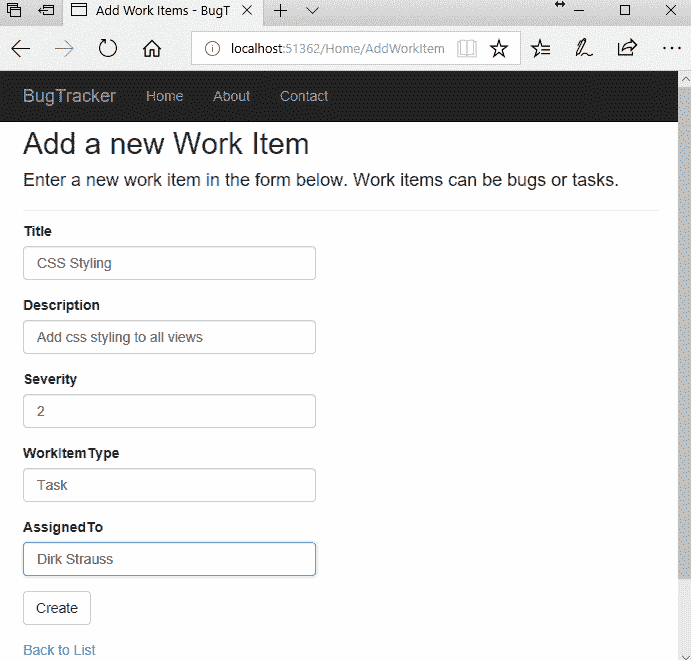 Add Work Items - BugT
localhost:51362/Home/AddWorkItem
BugTracker Home About Contact
Add a new Work Item
Enter a new work item in the form below. Work items can be bugs or tasks.
Title
CSS Styling
Description
Add css styling to all views
Severity
2
WorkItemType
Task
AssignedTo
Dirk Strauss
Create
Back to List